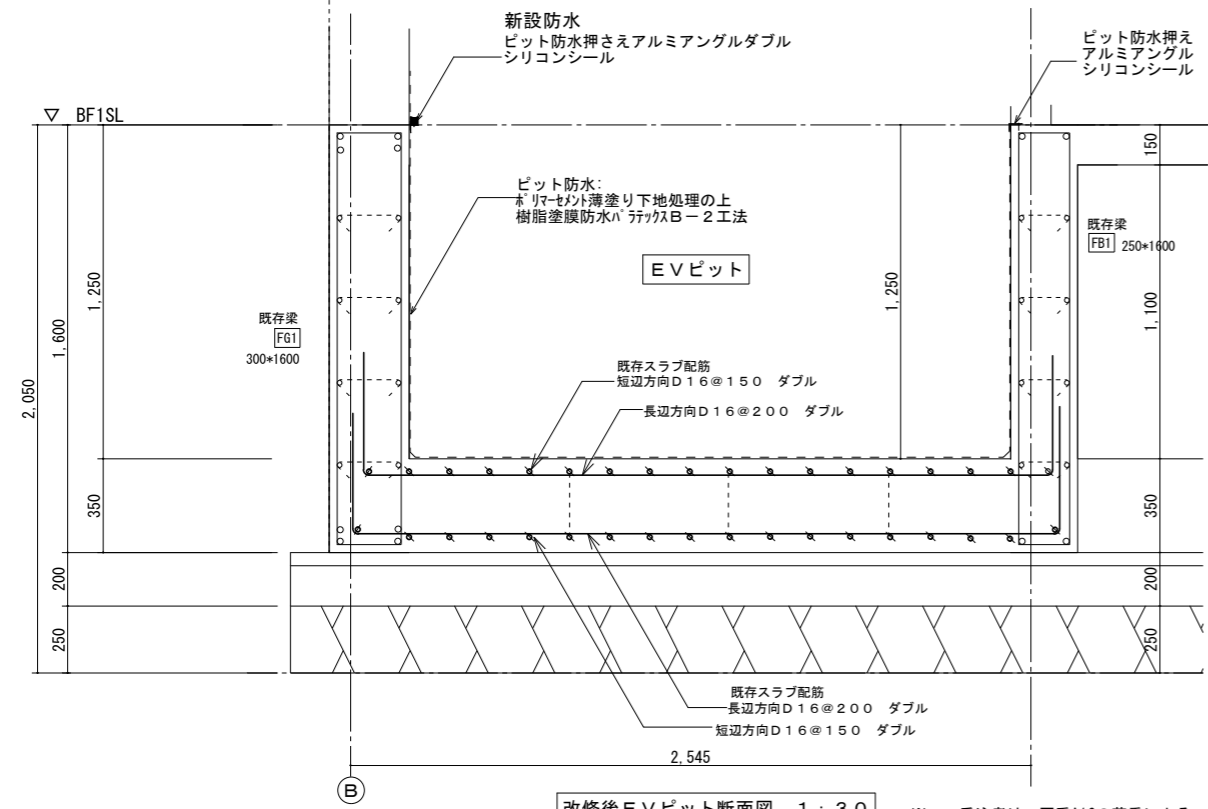 新設防水
ピット防水押さえアルミアングルダブル
シリコンシール
ピット防水押え
アルミアングル
シリコンシール
▽ BF1SL
150
ピット防水:
ポリマーセメント薄塗り下地処理の上
樹脂塗膜防水パラテックスB－2工法
既存梁
FB1 250*1600
EVピット
1,250
1,250
1,100
既存梁
FG1
300*1600
1,600
2,050
既存スラブ配筋
短辺方向D16@150 ダブル
長辺方向D16@200 ダブル
350
350
200
200
250
250
既存スラブ配筋
長辺方向D16@200 ダブル
短辺方向D16@150 ダブル
2,545
B
改修後EVピット断面図 1:30